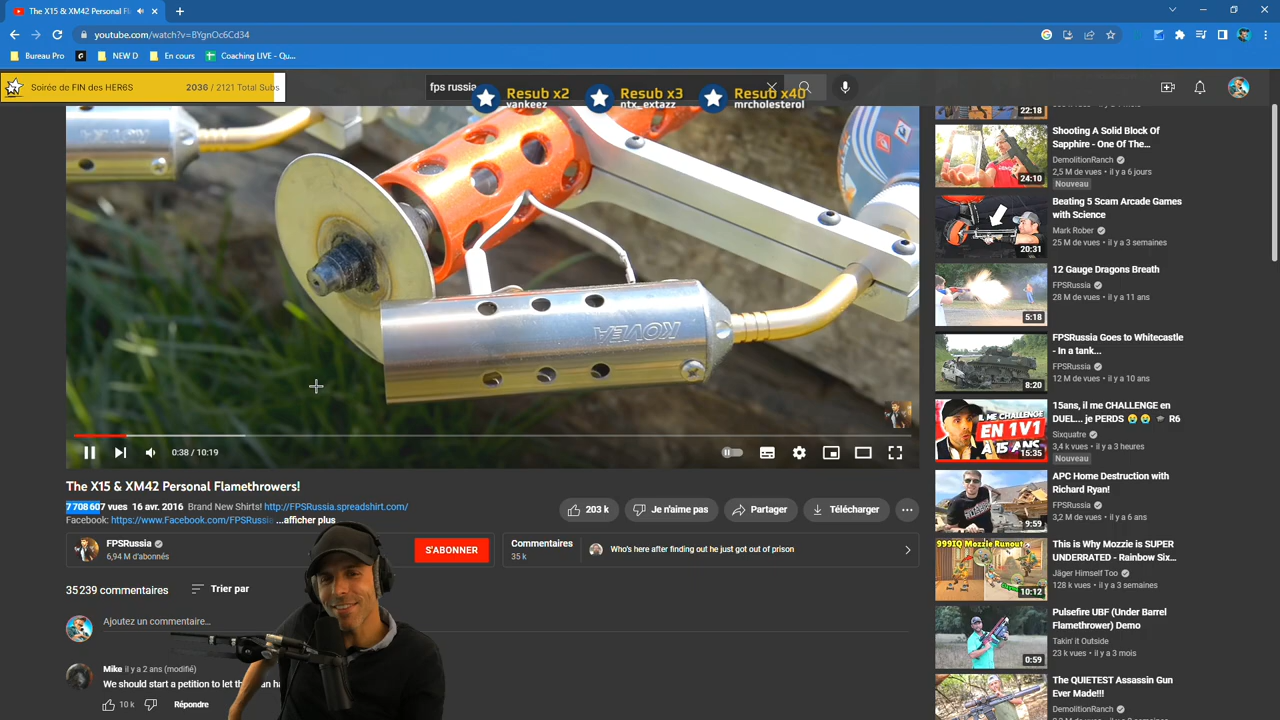 The X15 & XM42 Personal Fl
youtube.com/watch?v=BYgnOc6Cd34
Bureau Pro
NEW D
En cours
Coaching LIVE - Qu...
Soirée de FIN des HER6S
2036 / 2121 Total Subs
fps russia
Resub x2
vankeez
Resub x3
ntx_extazz
Resub x40
mrcholesterol
KOVEA
0:38 / 10:19
The X15 & XM42 Personal Flamethrowers!
7 708 607 vues 16 avr. 2016 Brand New Shirts! http://FPSRussia.spreadshirt.com/
Facebook: https://www.Facebook.com/FPSRussia ...afficher plus
203 k
Je n'aime pas
Partager
Télécharger
FPSRussia
6,94 M d'abonnés
S'ABONNER
Commentaires
35 k
Who's here after finding out he just got out of prison
35 239 commentaires
Trier par
Ajoutez un commentaire...
Mike il y a 2 ans (modifié)
We should start a petition to let th
10 k
Répondre
22:18
Shooting A Solid Block Of
Sapphire - One Of The...
DemolitionRanch
2,5 M de vues • il y a 6 jours
Nouveau
24:10
Beating 5 Scam Arcade Games
with Science
Mark Rober
25 M de vues • il y a 3 semaines
20:31
12 Gauge Dragons Breath
FPSRussia
28 M de vues • il y a 11 ans
5:18
FPSRussia Goes to Whitecastle
- In a tank...
FPSRussia
12 M de vues • il y a 10 ans
8:20
15ans, il me CHALLENGE en
DUEL... je PERDS 😭 😭 R6
Sixquatre
3,4 k vues • il y a 3 heures
Nouveau
IL ME CHALLENGE
EN 1V1
À 15 ANS
15:35
APC Home Destruction with
Richard Ryan!
FPSRussia
3,2 M de vues • il y a 6 ans
9:59
This is Why Mozzie is SUPER
UNDERRATED - Rainbow Six...
Jäger Himself Too
128 k vues • il y a 3 semaines
999IQ Mozzie Runout
10:12
Pulsefire UBF (Under Barrel
Flamethrower) Demo
Takin' it Outside
23 k vues • il y a 3 mois
0:59
The QUIETEST Assassin Gun
Ever Made!!!
DemolitionRanch